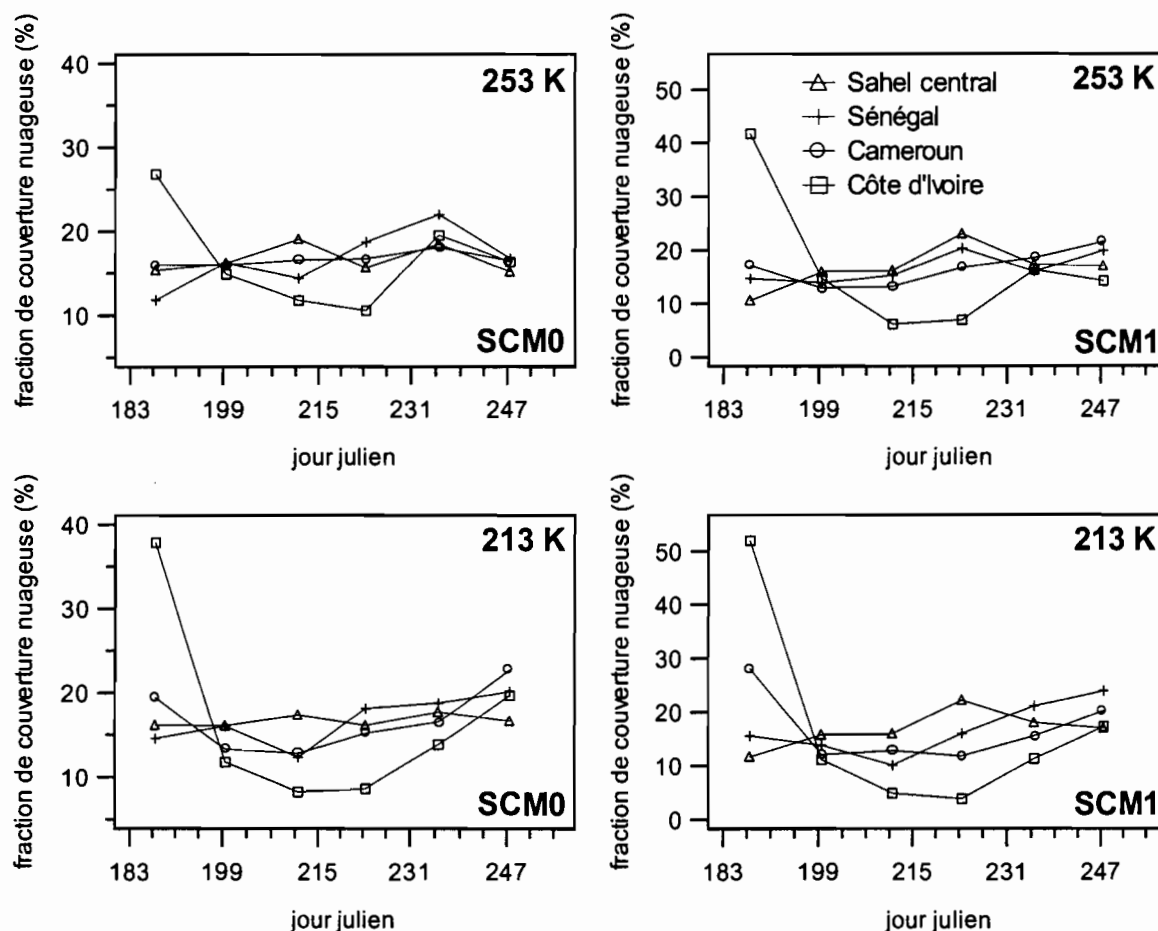 fraction de couverture nuageuse (%)
40
30
20
10
253 K
SCM0
183 199 215 231 247
jour julien
fraction de couverture nuageuse (%)
50
40
30
20
10
0
253 K
Sahel central
Sénégal
Cameroun
Côte d'Ivoire
SCM1
183 199 215 231 247
jour julien
fraction de couverture nuageuse (%)
40
30
20
10
213 K
SCM0
183 199 215 231 247
jour julien
fraction de couverture nuageuse (%)
50
40
30
20
10
0
213 K
SCM1
183 199 215 231 247
jour julien